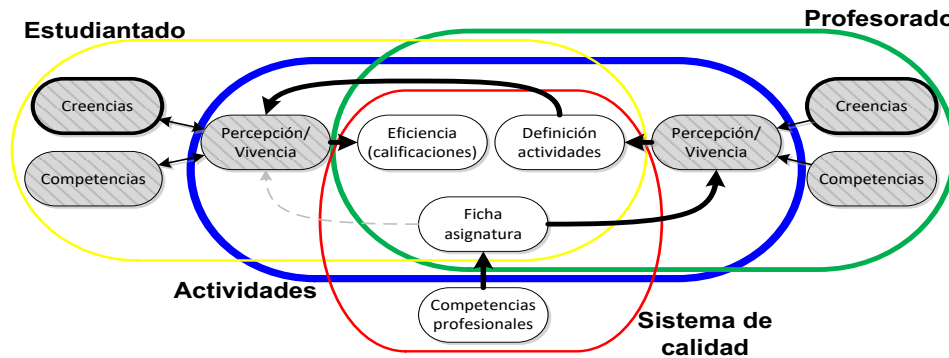 Estudiantado
Profesorado
Creencias
Competencias
Percepción/
Vivencia
Eficiencia
(calificaciones)
Definición
actividades
Percepción/
Vivencia
Creencias
Competencias
Ficha
asignatura
Actividades
Competencias
profesionales
Sistema de
calidad